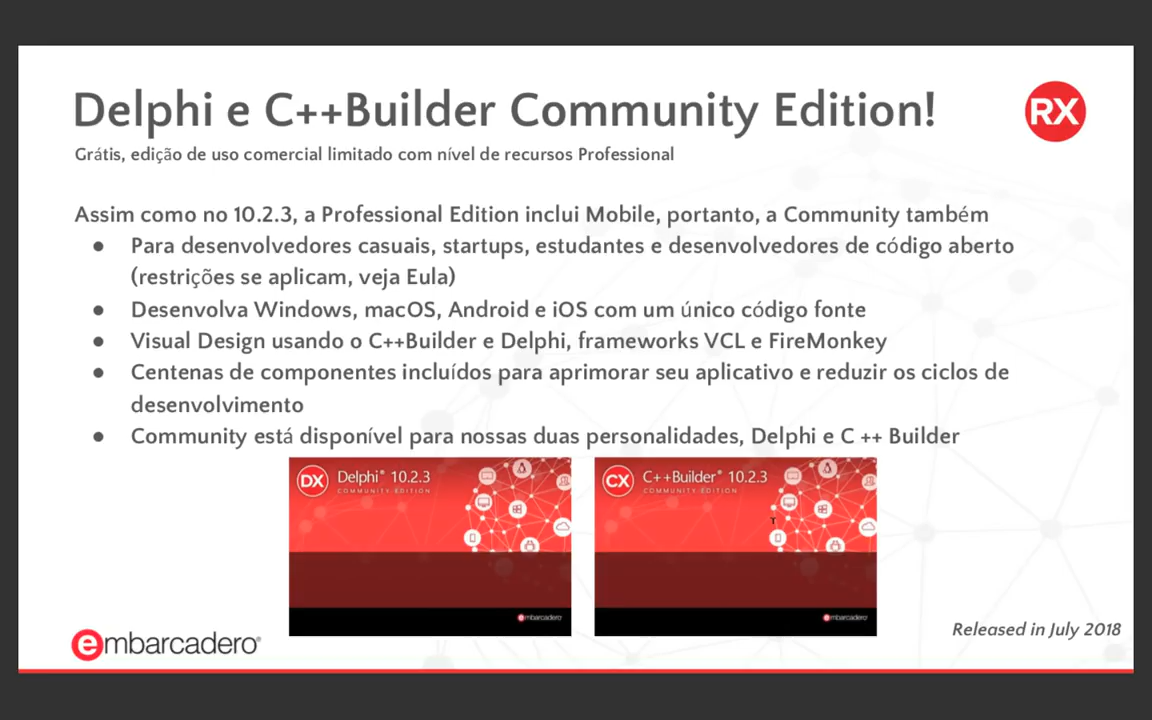 Delphi e C++Builder Community Edition!
RX
Grátis, edição de uso comercial limitado com nível de recursos Professional
Assim como no 10.2.3, a Professional Edition inclui Mobile, portanto, a Community também
● Para desenvolvedores casuais, startups, estudantes e desenvolvedores de código aberto
(restrições se aplicam, veja Eula)
● Desenvolva Windows, macOS, Android e iOS com um único código fonte
● Visual Design usando o C++Builder e Delphi, frameworks VCL e FireMonkey
● Centenas de componentes incluídos para aprimorar seu aplicativo e reduzir os ciclos de
desenvolvimento
● Community está disponível para nossas duas personalidades, Delphi e C ++ Builder
DX Delphi® 10.2.3
COMMUNITY EDITION
embarcadero
CX C++Builder® 10.2.3
COMMUNITY EDITION
embarcadero
embarcadero®
Released in July 2018